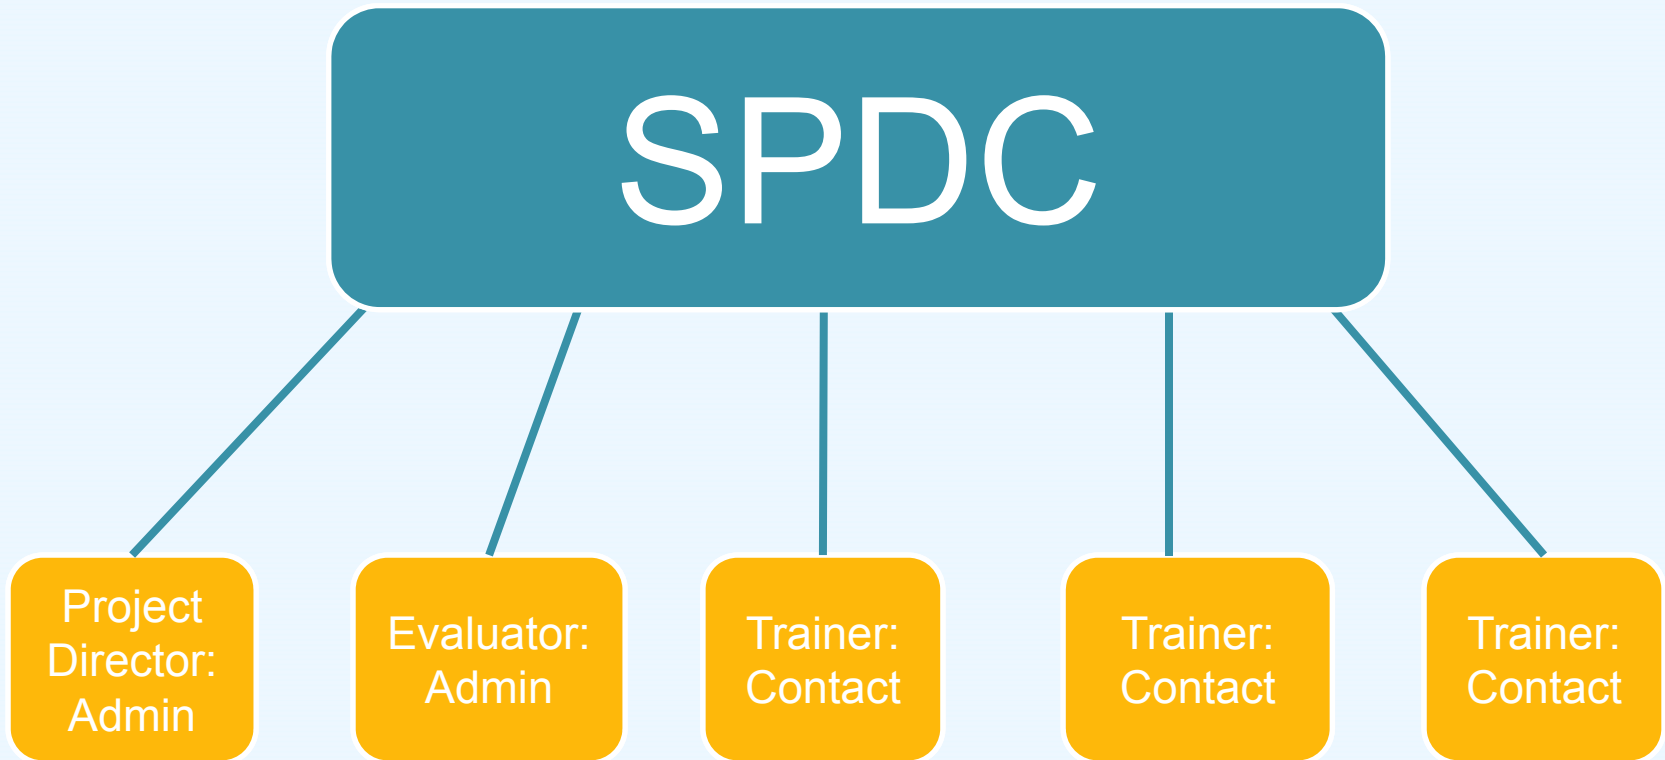 SPDC
Project
Director:
Admin
Evaluator:
Admin
Trainer:
Contact
Trainer:
Contact
Trainer:
Contact